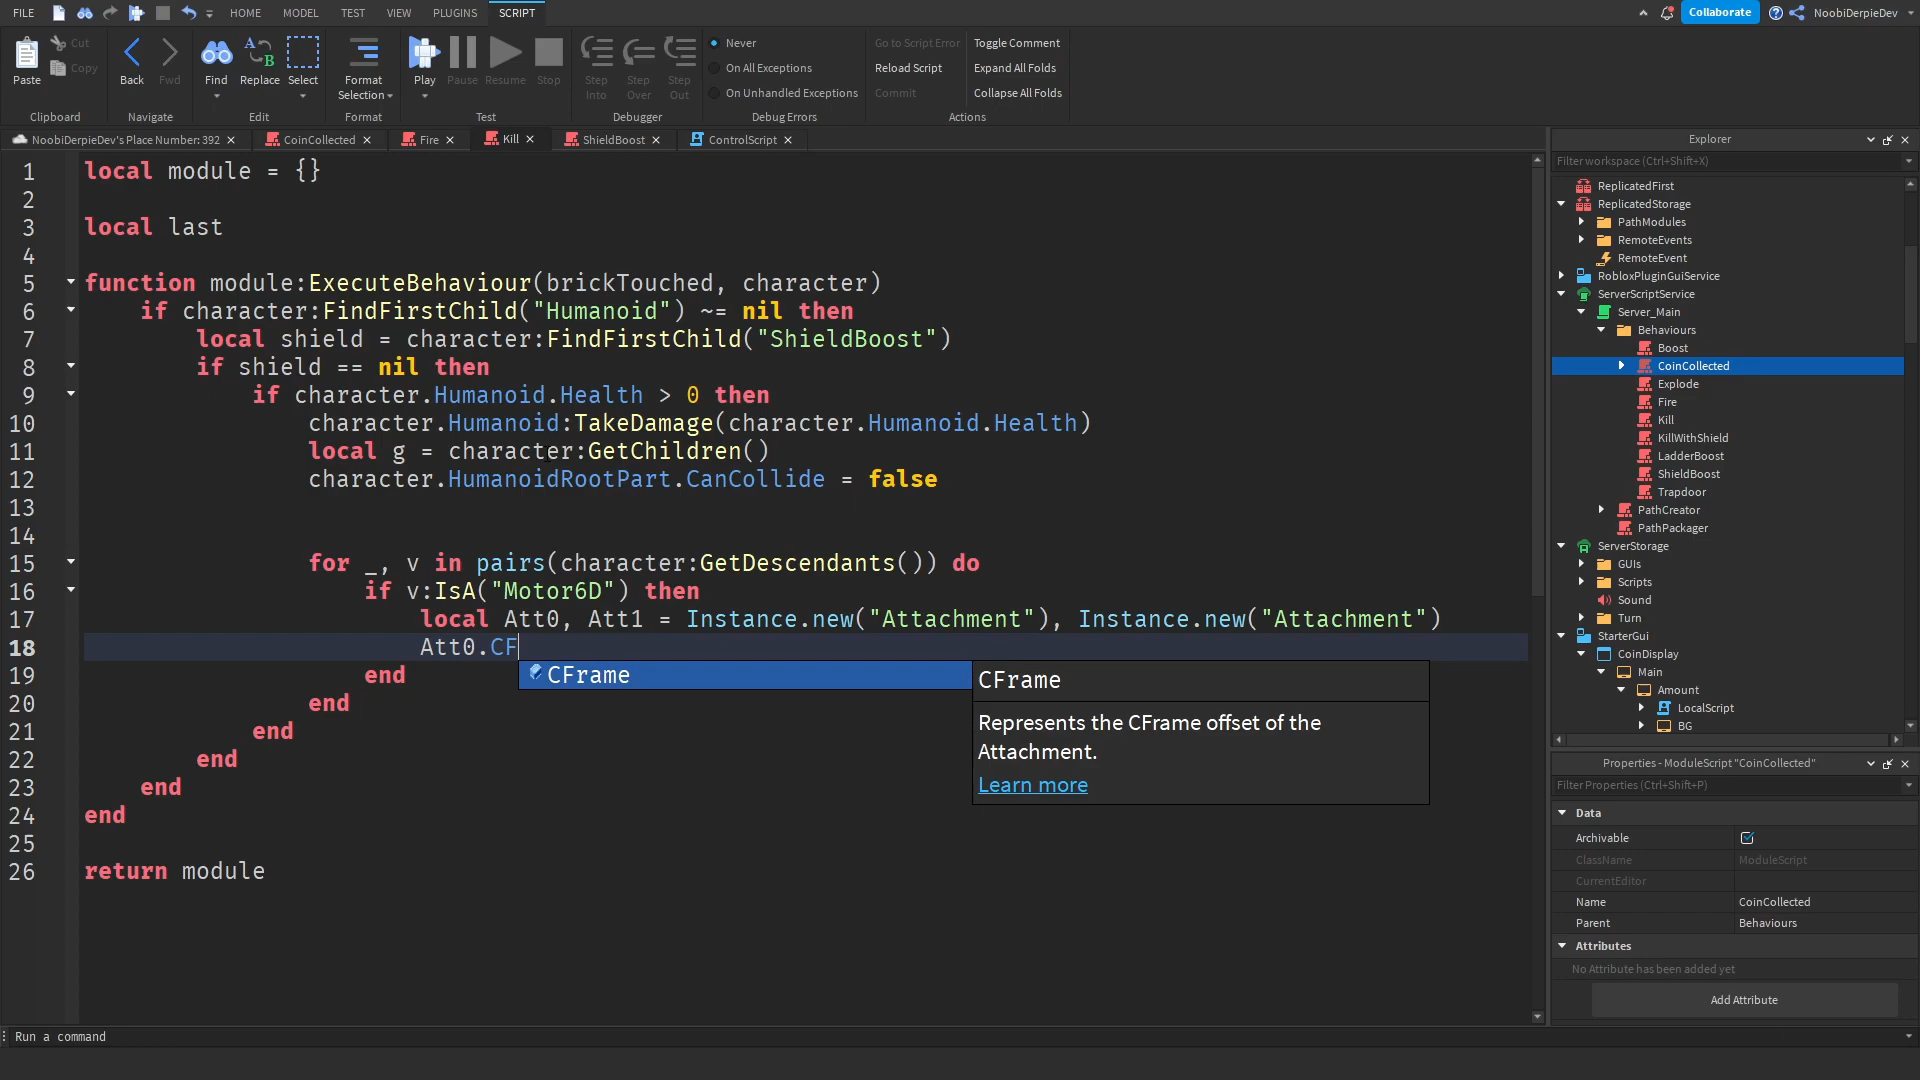 FILE HOME MODEL TEST VIEW PLUGINS SCRIPT Collaborate NoobiDerpieDev
Paste Cut Copy
Back Fwd
Find Replace Select
Format Selection
Play Pause Resume Stop
Step Into Step Over Step Out
Never
On All Exceptions
On Unhandled Exceptions
Go to Script Error
Reload Script
Commit
Toggle Comment
Expand All Folds
Collapse All Folds
Clipboard Navigate Edit Format Test Debugger Debug Errors Actions
NoobiDerpieDev's Place Number: 392 CoinCollected Fire Kill ShieldBoost ControlScript
1 local module = {}
2
3 local last
4
5 function module:ExecuteBehaviour(brickTouched, character)
6 if character:FindFirstChild("Humanoid") ~= nil then
7 local shield = character:FindFirstChild("ShieldBoost")
8 if shield == nil then
9 if character.Humanoid.Health > 0 then
10 character.Humanoid:TakeDamage(character.Humanoid.Health)
11 local g = character:GetChildren()
12 character.HumanoidRootPart.CanCollide = false
13
14
15 for _, v in pairs(character:GetDescendants()) do
16 if v:IsA("Motor6D") then
17 local Att0, Att1 = Instance.new("Attachment"), Instance.new("Attachment")
18 Att0.CF
19 end
20 end
21 end
22 end
23 end
24 end
25
26 return module
CFrame
CFrame
Represents the CFrame offset of the
Attachment.
Learn more
Explorer
Filter workspace (Ctrl+Shift+X)
ReplicatedFirst
ReplicatedStorage
PathModules
RemoteEvents
RemoteEvent
RobloxPluginGuiService
ServerScriptService
Server_Main
Behaviours
Boost
CoinCollected
Explode
Fire
Kill
KillWithShield
LadderBoost
ShieldBoost
Trapdoor
PathCreator
PathPackager
ServerStorage
GUIs
Scripts
Sound
Turn
StarterGui
CoinDisplay
Main
Amount
LocalScript
BG
Properties - ModuleScript "CoinCollected"
Filter Properties (Ctrl+Shift+P)
Data
Archivable
ClassName ModuleScript
CurrentEditor
Name CoinCollected
Parent Behaviours
Attributes
No Attribute has been added yet
Add Attribute
Run a command